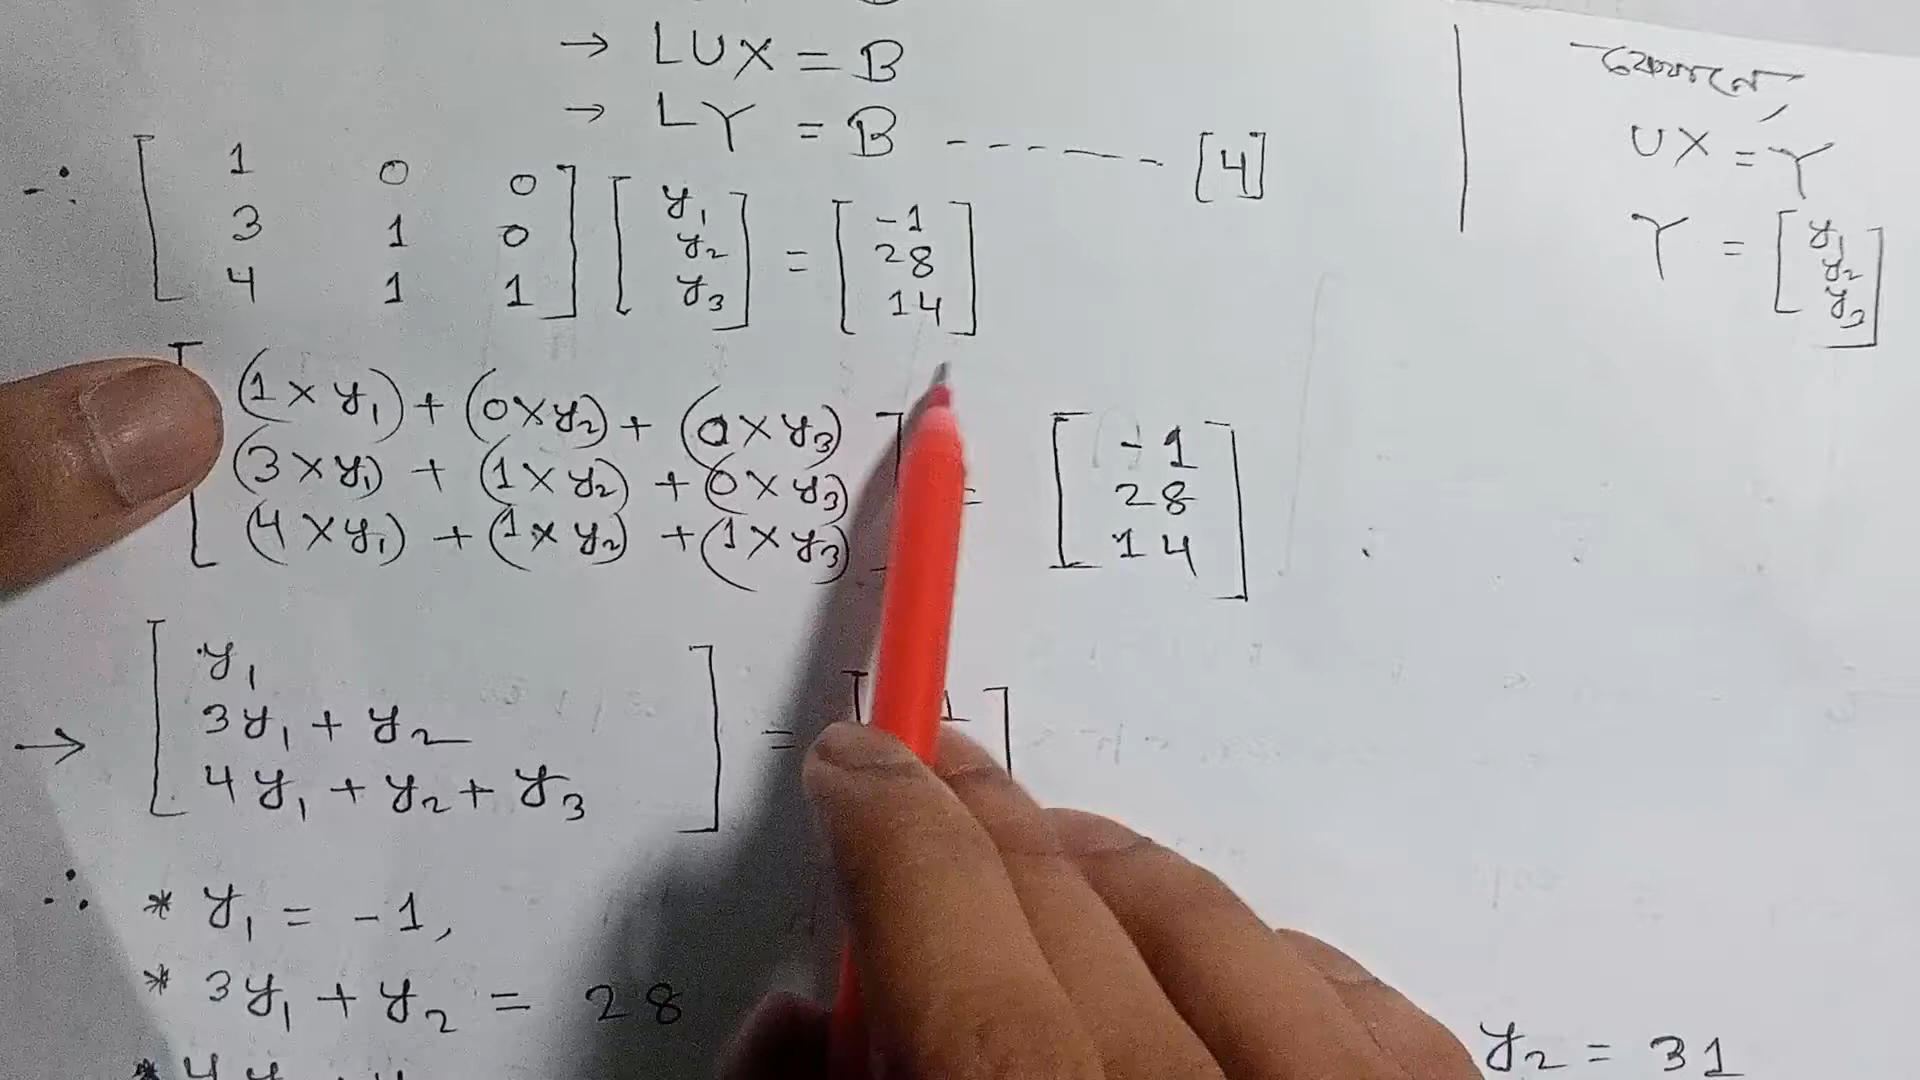 → LUX = B
→ LY = B ------ [4]
যেখানে
UX = Y
Y = [y₁ y₂ y₃]
∴ [1 0 0
3 1 0
4 1 1] [y₁ y₂ y₃] = [-1 28 14]
[(1×y₁) + (0×y₂) + (0×y₃)
(3×y₁) + (1×y₂) + (0×y₃)
(4×y₁) + (1×y₂) + (1×y₃)] = [-1 28 14]
→ [y₁
3y₁ + y₂
4y₁ + y₂ + y₃] = [ 1 ]
∴ * y₁ = -1,
* 3y₁ + y₂ = 28
y₂ = 31